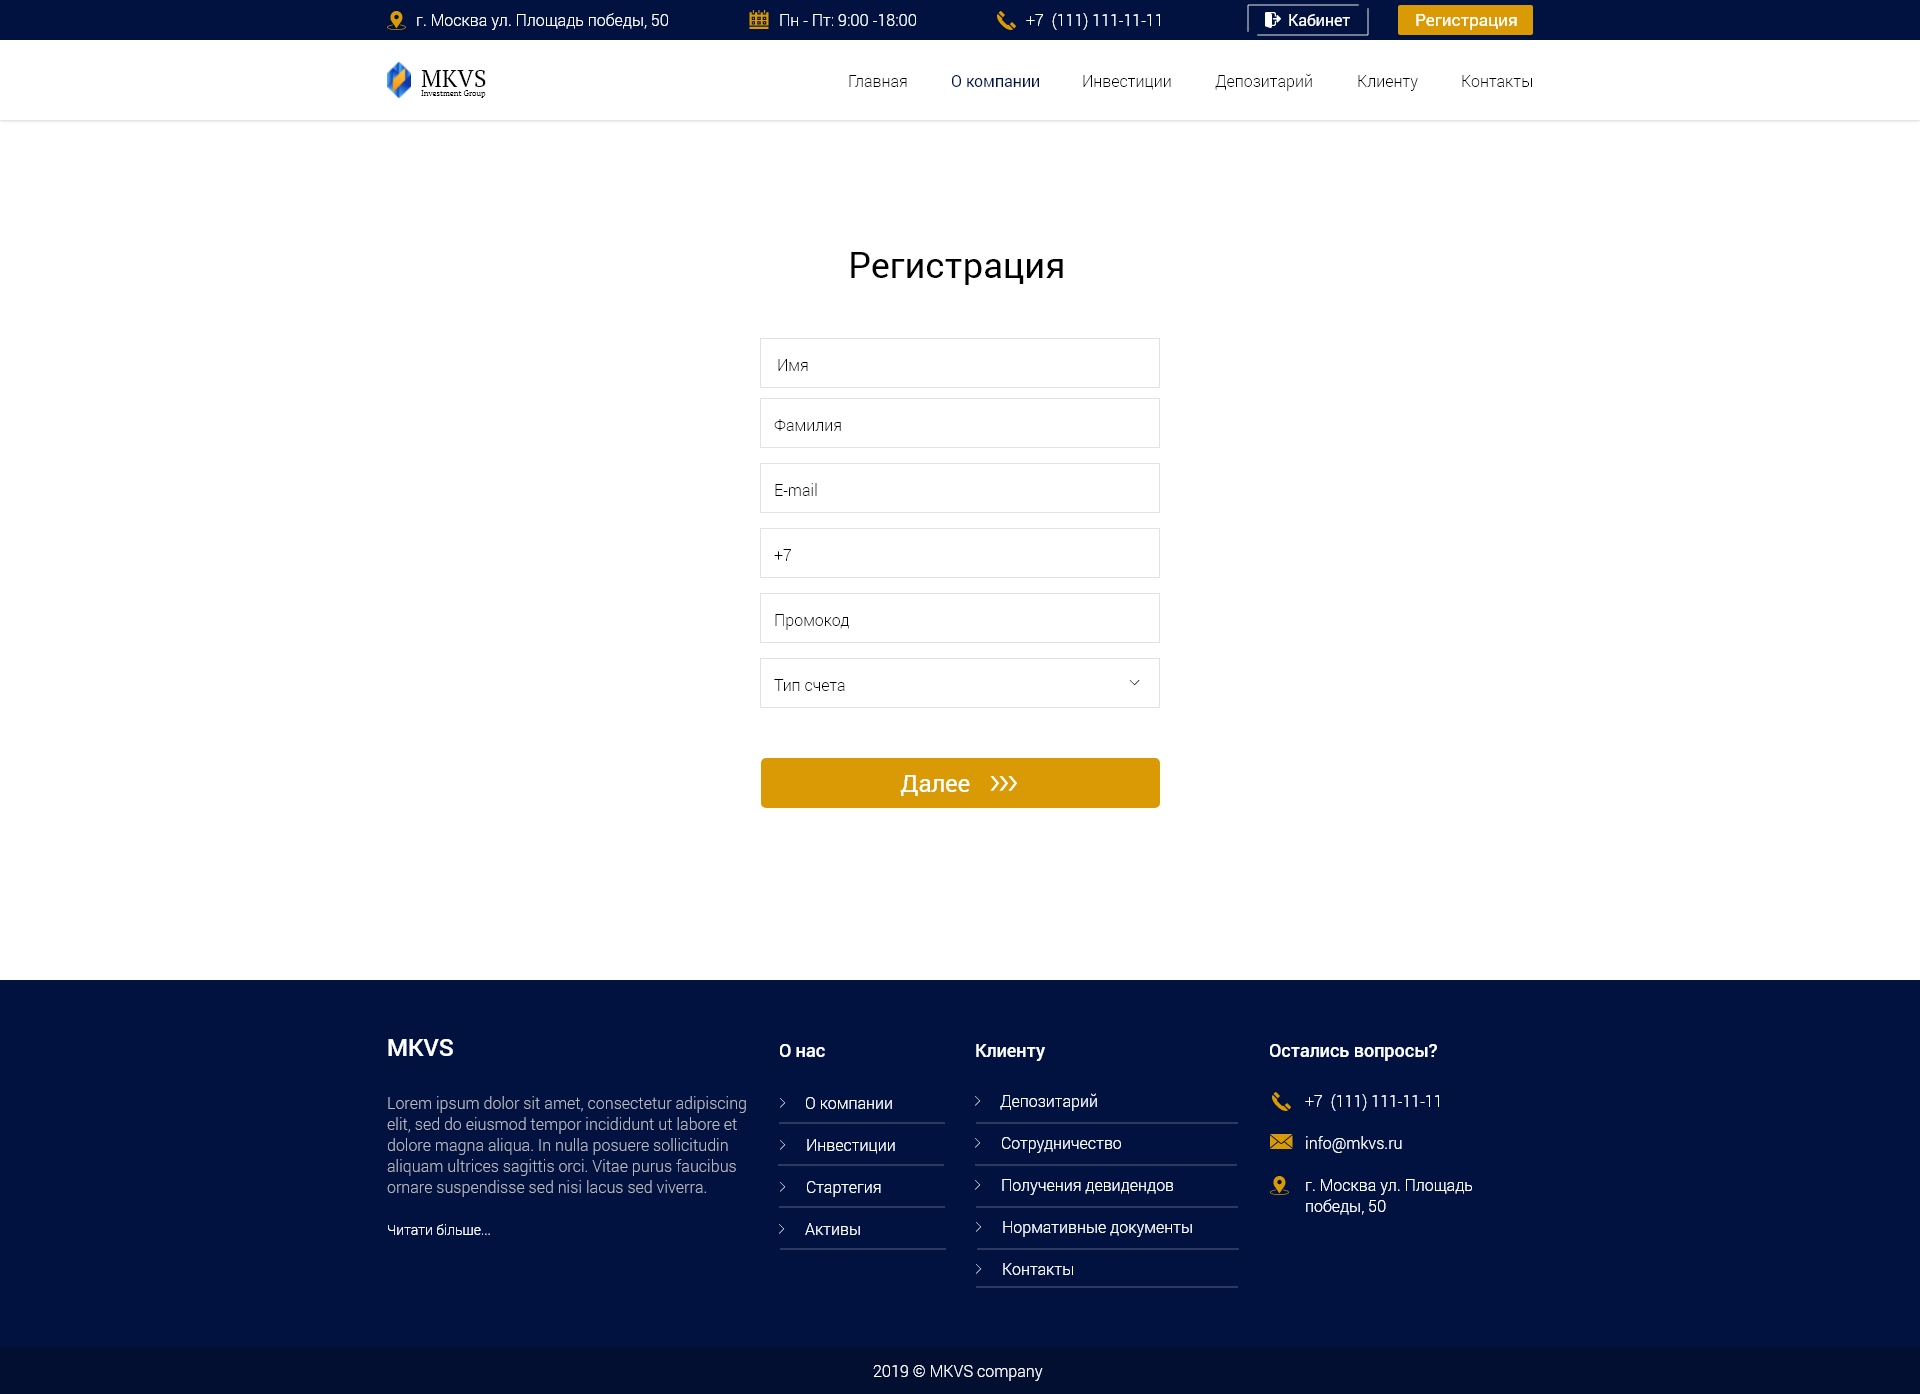 г. Москва ул. Площадь победы, 50
Пн - Пт: 9:00 -18:00
+7 (111) 111-11-11
Кабинет
Регистрация
MKVS
Investment Group
Главная
О компании
Инвестиции
Депозитарий
Клиенту
Контакты
Регистрация
Имя
Фамилия
E-mail
+7
Промокод
Тип счета
Далее
MKVS
Lorem ipsum dolor sit amet, consectetur adipiscing
elit, sed do eiusmod tempor incididunt ut labore et
dolore magna aliqua. In nulla posuere sollicitudin
aliquam ultrices sagittis orci. Vitae purus faucibus
ornare suspendisse sed nisi lacus sed viverra.
Читати більше...
О нас
О компании
Инвестиции
Стартегия
Активы
Клиенту
Депозитарий
Сотрудничество
Получения девидендов
Нормативные документы
Контакты
Остались вопросы?
+7 (111) 111-11-11
info@mkvs.ru
г. Москва ул. Площадь
победы, 50
2019 © MKVS company